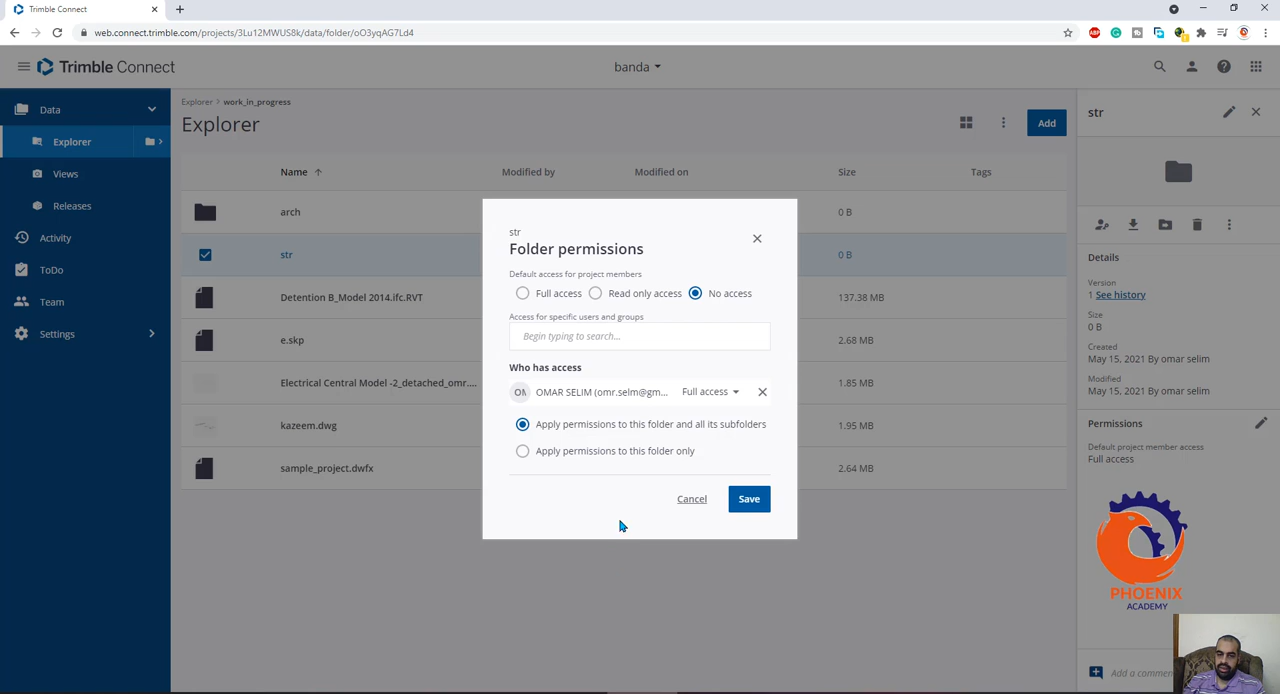 Trimble Connect
web.connect.trimble.com/projects/3Lu12MWUS8k/data/folder/oO3yqAG7Ld4
Trimble Connect
banda
Data
Explorer
Views
Releases
Activity
ToDo
Team
Settings
Explorer > work_in_progress
Explorer
Add
Name
Modified by
Modified on
Size
Tags
arch
0 B
str
0 B
Detention B_Model 2014.ifc.RVT
137.38 MB
e.skp
2.68 MB
Electrical Central Model -2_detached_omr....
1.85 MB
kazeem.dwg
1.95 MB
sample_project.dwfx
2.64 MB
str
Folder permissions
Default access for project members
Full access
Read only access
No access
Access for specific users and groups
Begin typing to search...
Who has access
OM
OMAR SELIM (omr.selm@gm...
Full access
Apply permissions to this folder and all its subfolders
Apply permissions to this folder only
Cancel
Save
str
Details
Version
1 See history
Size
0 B
Created
May 15, 2021 By omar selim
Modified
May 15, 2021 By omar selim
Permissions
Default project member access
Full access
PHOENIX
ACADEMY
Add a commen